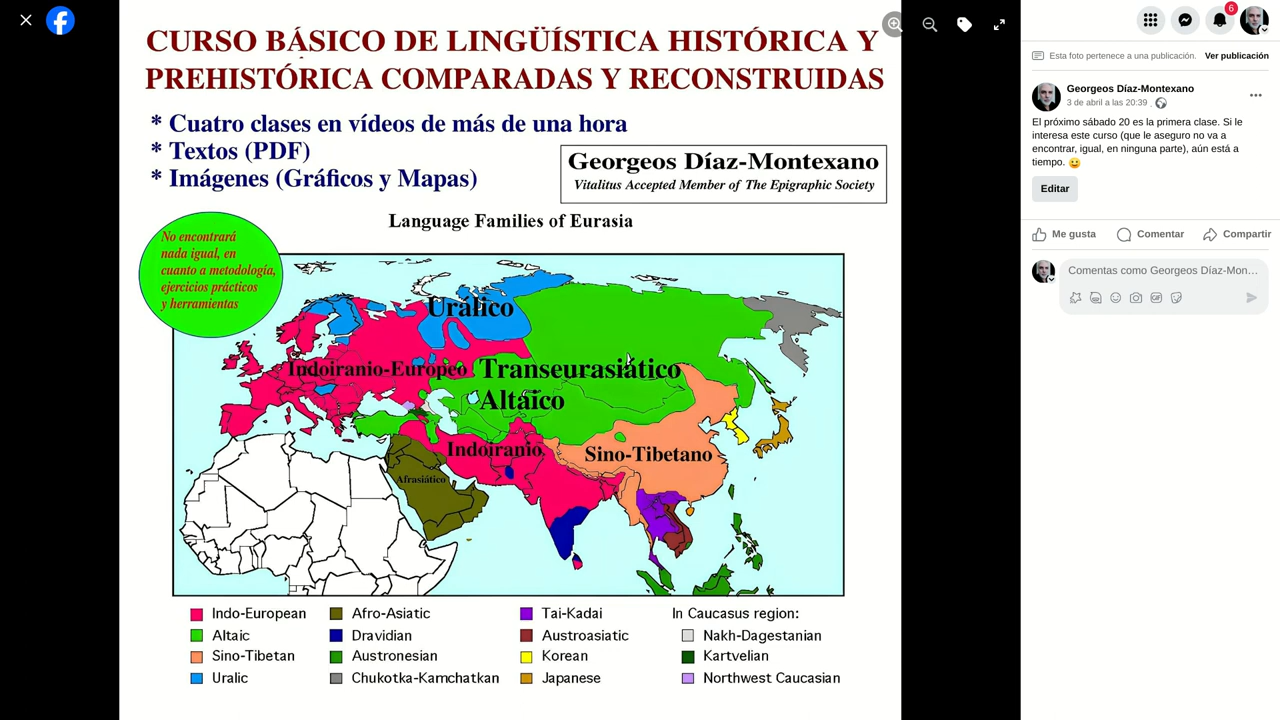 CURSO BÁSICO DE LINGÜÍSTICA HISTÓRICA Y
PREHISTÓRICA COMPARADAS Y RECONSTRUIDAS
* Cuatro clases en vídeos de más de una hora
* Textos (PDF)
* Imágenes (Gráficos y Mapas)
Georgeos Díaz-Montexano
Vitalitus Accepted Member of The Epigraphic Society
Language Families of Eurasia
No encontrará
nada igual, en
cuanto a metodología,
ejercicios prácticos
y herramientas
Urálico
Indoiranio-Europeo
Transeurasiático
Altaico
Indoiranio
Sino-Tibetano
Afrasiático
Indo-European
Altaic
Sino-Tibetan
Uralic
Afro-Asiatic
Dravidian
Austronesian
Chukotka-Kamchatkan
Tai-Kadai
Austroasiatic
Korean
Japanese
In Caucasus region:
Nakh-Dagestanian
Kartvelian
Northwest Caucasian
6
Esta foto pertenece a una publicación. Ver publicación
Georgeos Díaz-Montexano
3 de abril a las 20:39
El próximo sábado 20 es la primera clase. Si le
interesa este curso (que le aseguro no va a
encontrar, igual, en ninguna parte), aún está a
tiempo. 😉
Editar
Me gusta Comentar Compartir
Comentas como Georgeos Díaz-Mon...
GIF